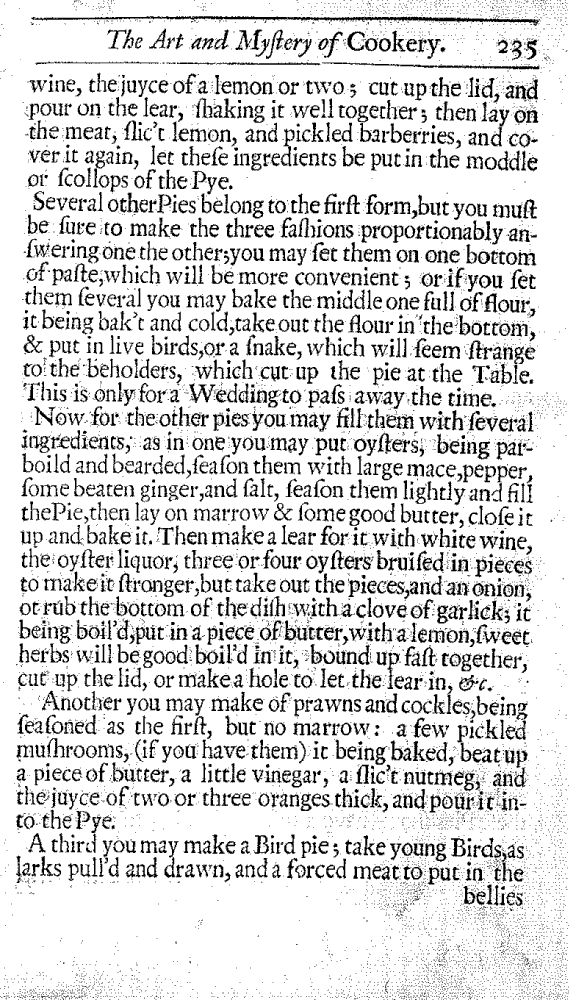 The Art and Myſtery of Cookery. 235
wine, the juyce of a lemon or two; cut up the lid, and
pour on the lear, ſhaking it well together; then lay on
the meat, ſlic't lemon, and pickled barberries, and co-
ver it again, let theſe ingredients be put in the moddle
or ſcollops of the Pye.
Several other Pies belong to the firſt form, but you muſt
be ſure to make the three faſhions proportionably an-
ſwering one the other; you may ſet them on one bottom
of paſte, which will be more convenient; or if you ſet
them ſeveral you may bake the middle one full of flour,
it being bak't and cold, take out the flour in the bottom,
& put in live birds, or a ſnake, which will ſeem ſtrange
to the beholders, which cut up the pie at the Table.
This is only for a Wedding to paſs away the time.
Now for the other pies you may fill them with ſeveral
ingredients, as in one you may put oyſters, being par-
boild and bearded, ſeaſon them with large mace, pepper,
ſome beaten ginger, and ſalt, ſeaſon them lightly and fill
the Pie, then lay on marrow & ſome good butter, cloſe it
up and bake it. Then make a lear for it with white wine,
the oyſter liquor, three or four oyſters bruiſed in pieces
to make it ſtronger, but take out the pieces, and an onion,
or rub the bottom of the diſh with a clove of garlick; it
being boil'd, put in a piece of butter, with a lemon, ſweet
herbs will be good boil'd in it, bound up faſt together,
cut up the lid, or make a hole to let the lear in, &c.
Another you may make of prawns and cockles, being
ſeaſoned as the firſt, but no marrow: a few pickled
muſhrooms, (if you have them) it being baked, beat up
a piece of butter, a little vinegar, a ſlic't nutmeg, and
the juyce of two or three oranges thick, and pour it in-
to the Pye.
A third you may make a Bird pie; take young Birds, as
larks pull'd and drawn, and a forced meat to put in the
bellies